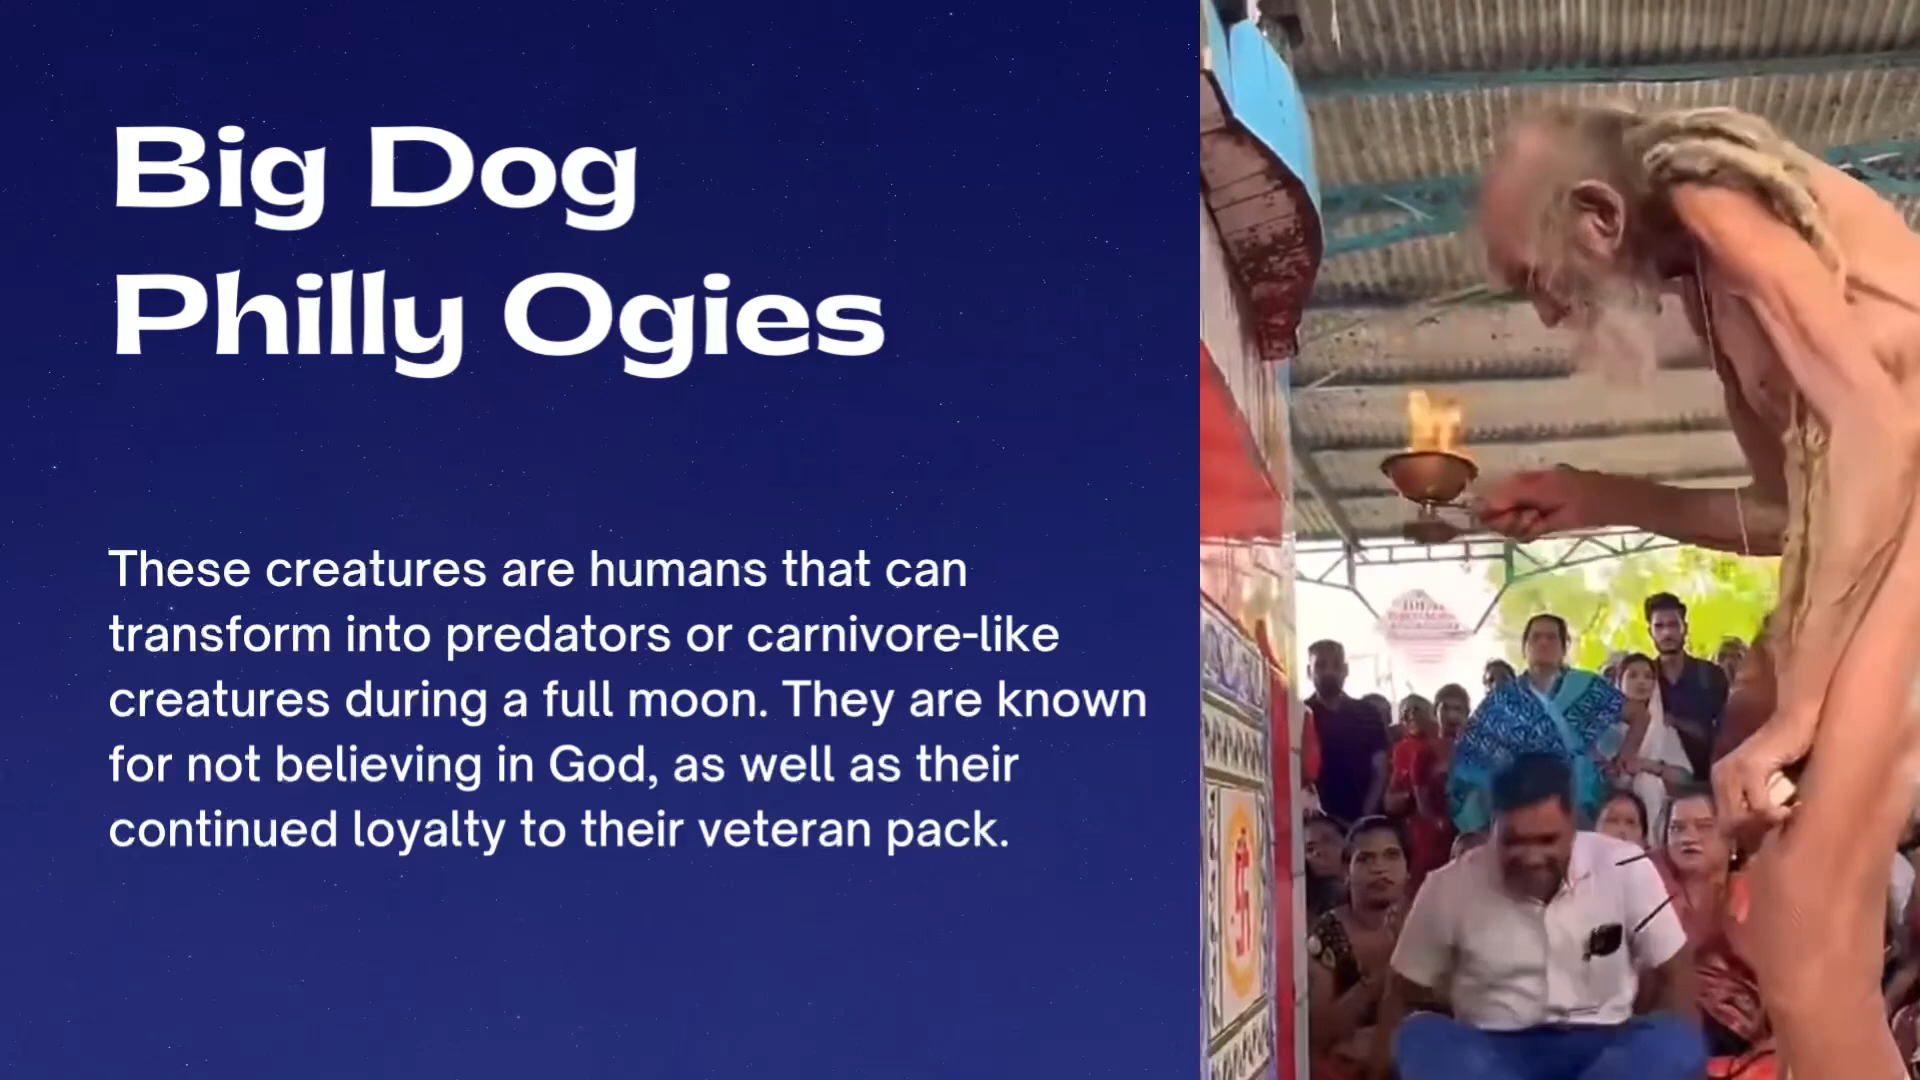 Big Dog
Philly Ogies
These creatures are humans that can
transform into predators or carnivore-like
creatures during a full moon. They are known
for not believing in God, as well as their
continued loyalty to their veteran pack.